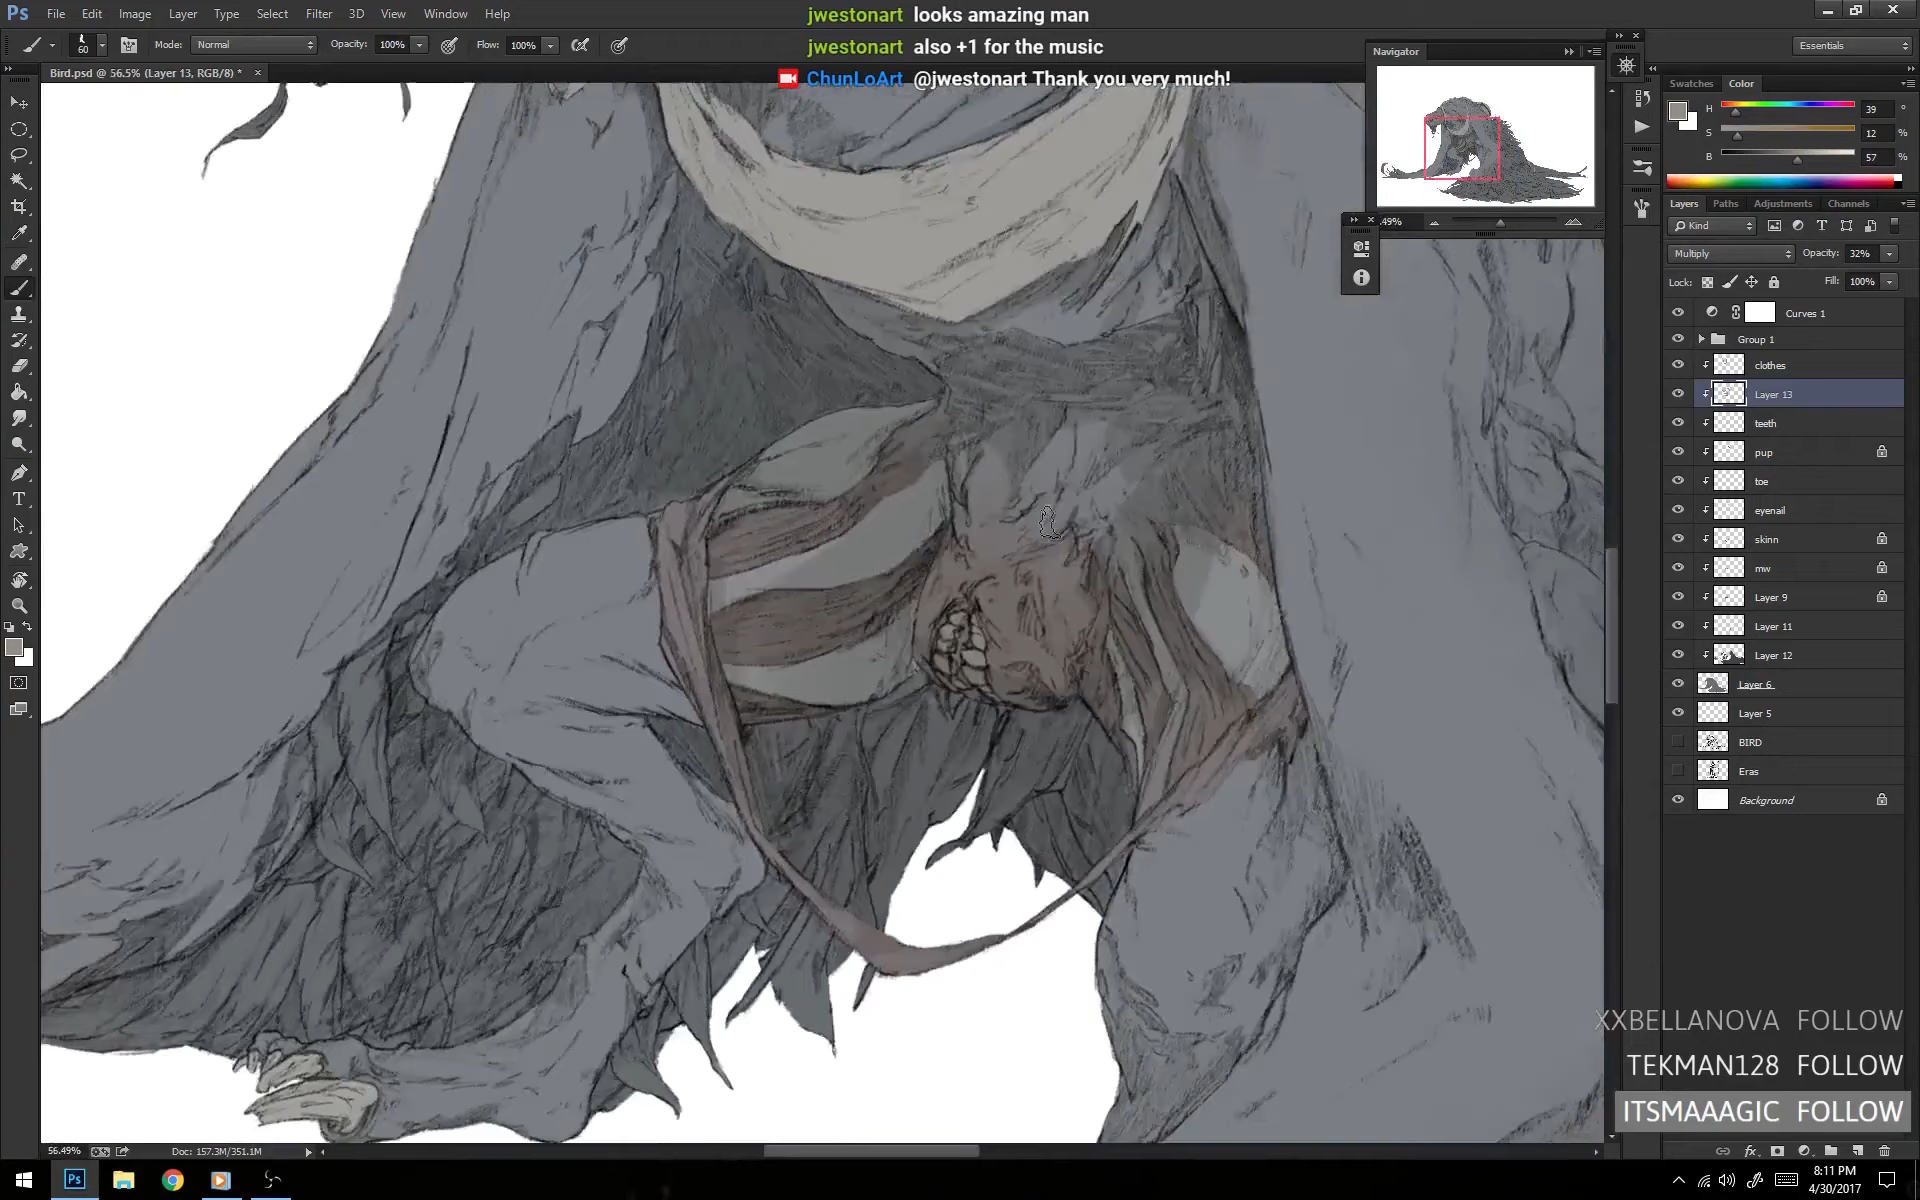 Ps File Edit Image Layer Type Select Filter 3D View Window Help
jwestonart looks amazing man
60 Mode: Normal Opacity: 100% Flow: 100%
jwestonart also +1 for the music
Essentials
Bird.psd @ 56.5% (Layer 13, RGB/8) * ×
ChunLoArt @jwestonart Thank you very much!
Navigator
Swatches Color
H 39 °
S 12 %
B 57 %
Layers Paths Adjustments Channels
.49%
Kind
Multiply Opacity: 32%
Lock: Fill: 100%
Curves 1
Group 1
clothes
Layer 13
teeth
pup
toe
eyenail
skinn
mw
Layer 9
Layer 11
Layer 12
Layer 6
Layer 5
BIRD
Eras
Background
XXBELLANOVA FOLLOW
TEKMAN128 FOLLOW
ITSMAAAGIC FOLLOW
56.49% Doc: 157.3M/351.1M
fx
Ps
8:11 PM
4/30/2017